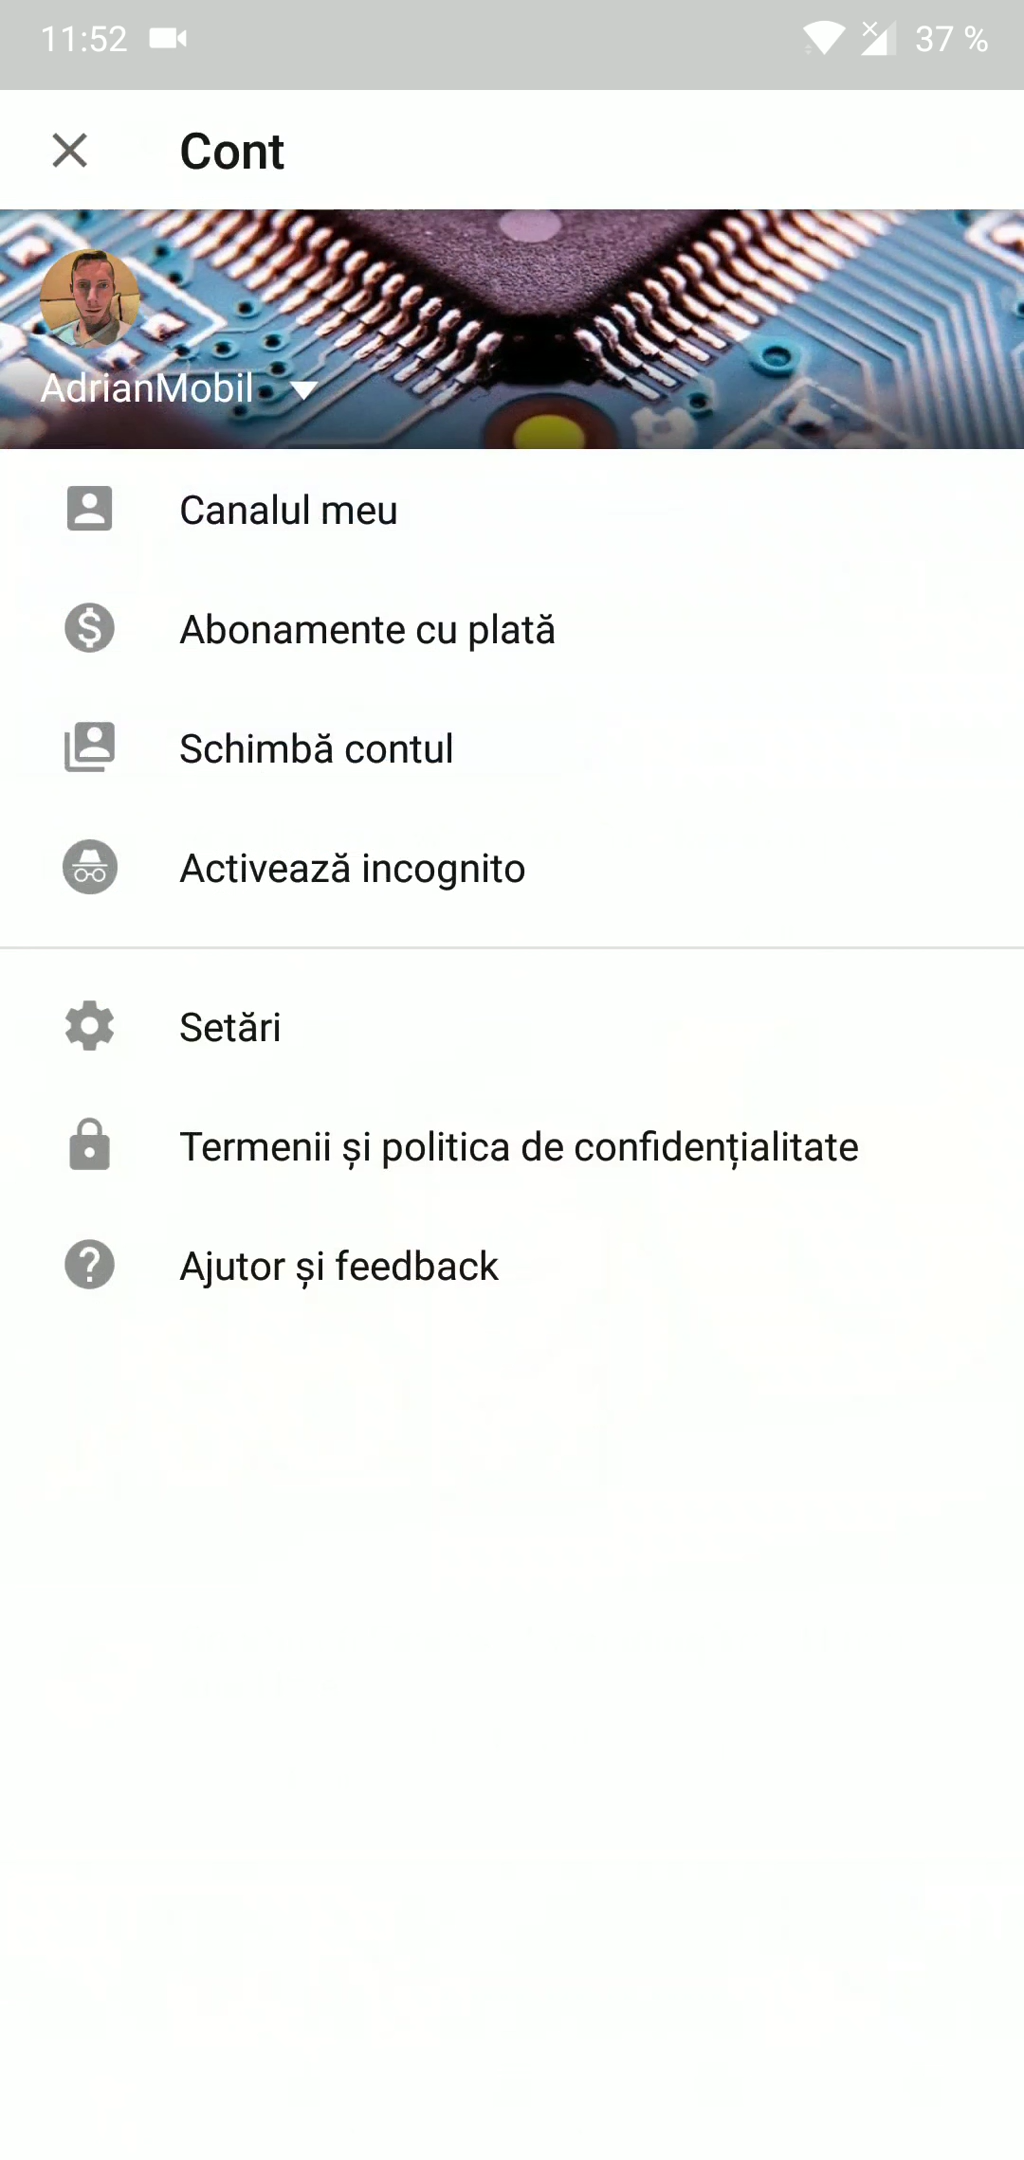 11:52
37 %
Cont
AdrianMobil
Canalul meu
Abonamente cu plată
Schimbă contul
Activează incognito
Setări
Termenii și politica de confidențialitate
Ajutor și feedback